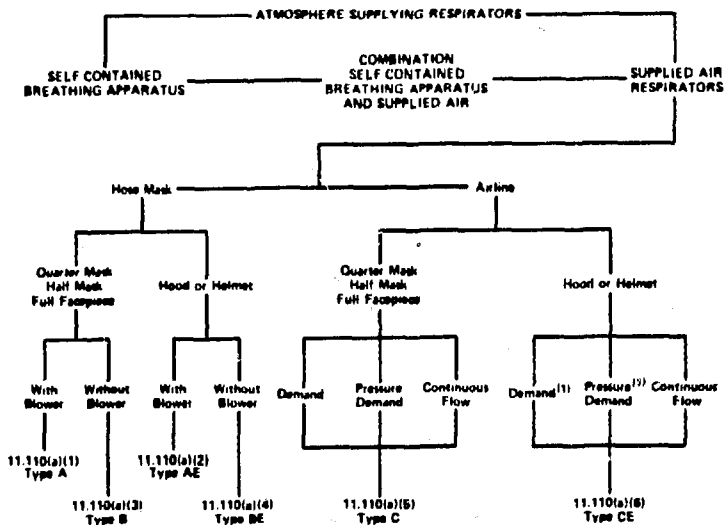 ATMOSPHERE SUPPLYING RESPIRATORS
SELF CONTAINED
BREATHING APPARATUS
COMBINATION
SELF CONTAINED
BREATHING APPARATUS
AND SUPPLIED AIR
SUPPLIED AIR
RESPIRATORS
Hose Mask
Airline
Quarter Mask
Half Mask
Full Facepiece
Hood or Helmet
Quarter Mask
Half Mask
Full Facepiece
Hood or Helmet
With
Blower
Without
Blower
With
Blower
Without
Blower
Demand
Pressure
Demand
Continuous
Flow
Demand(1)
Pressure
Demand
Continuous
Flow
11.110(a)(1)
Type A
11.110(a)(2)
Type AE
11.110(a)(3)
Type B
11.110(a)(4)
Type BE
11.110(a)(5)
Type C
11.110(a)(6)
Type CE